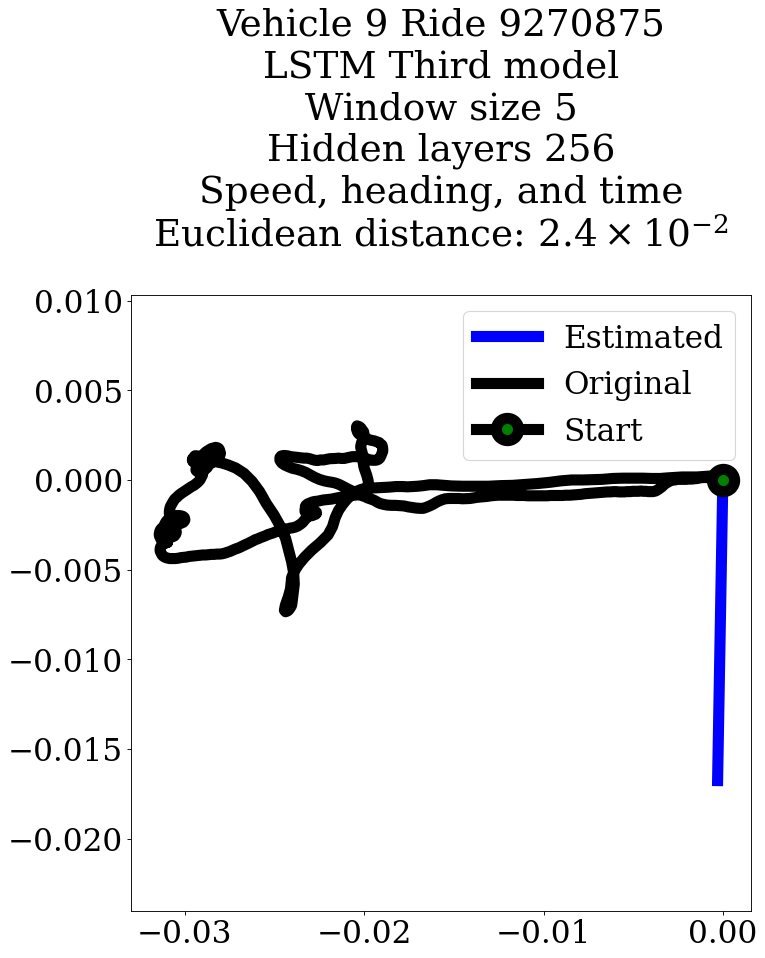 Vehicle 9 Ride 9270875
LSTM Third model
Window size 5
Hidden layers 256
Speed, heading, and time
Euclidean distance: 2.4 × 10⁻²
Estimated
Original
Start
0.010
0.005
0.000
−0.005
−0.010
−0.015
−0.020
−0.03 −0.02 −0.01 0.00